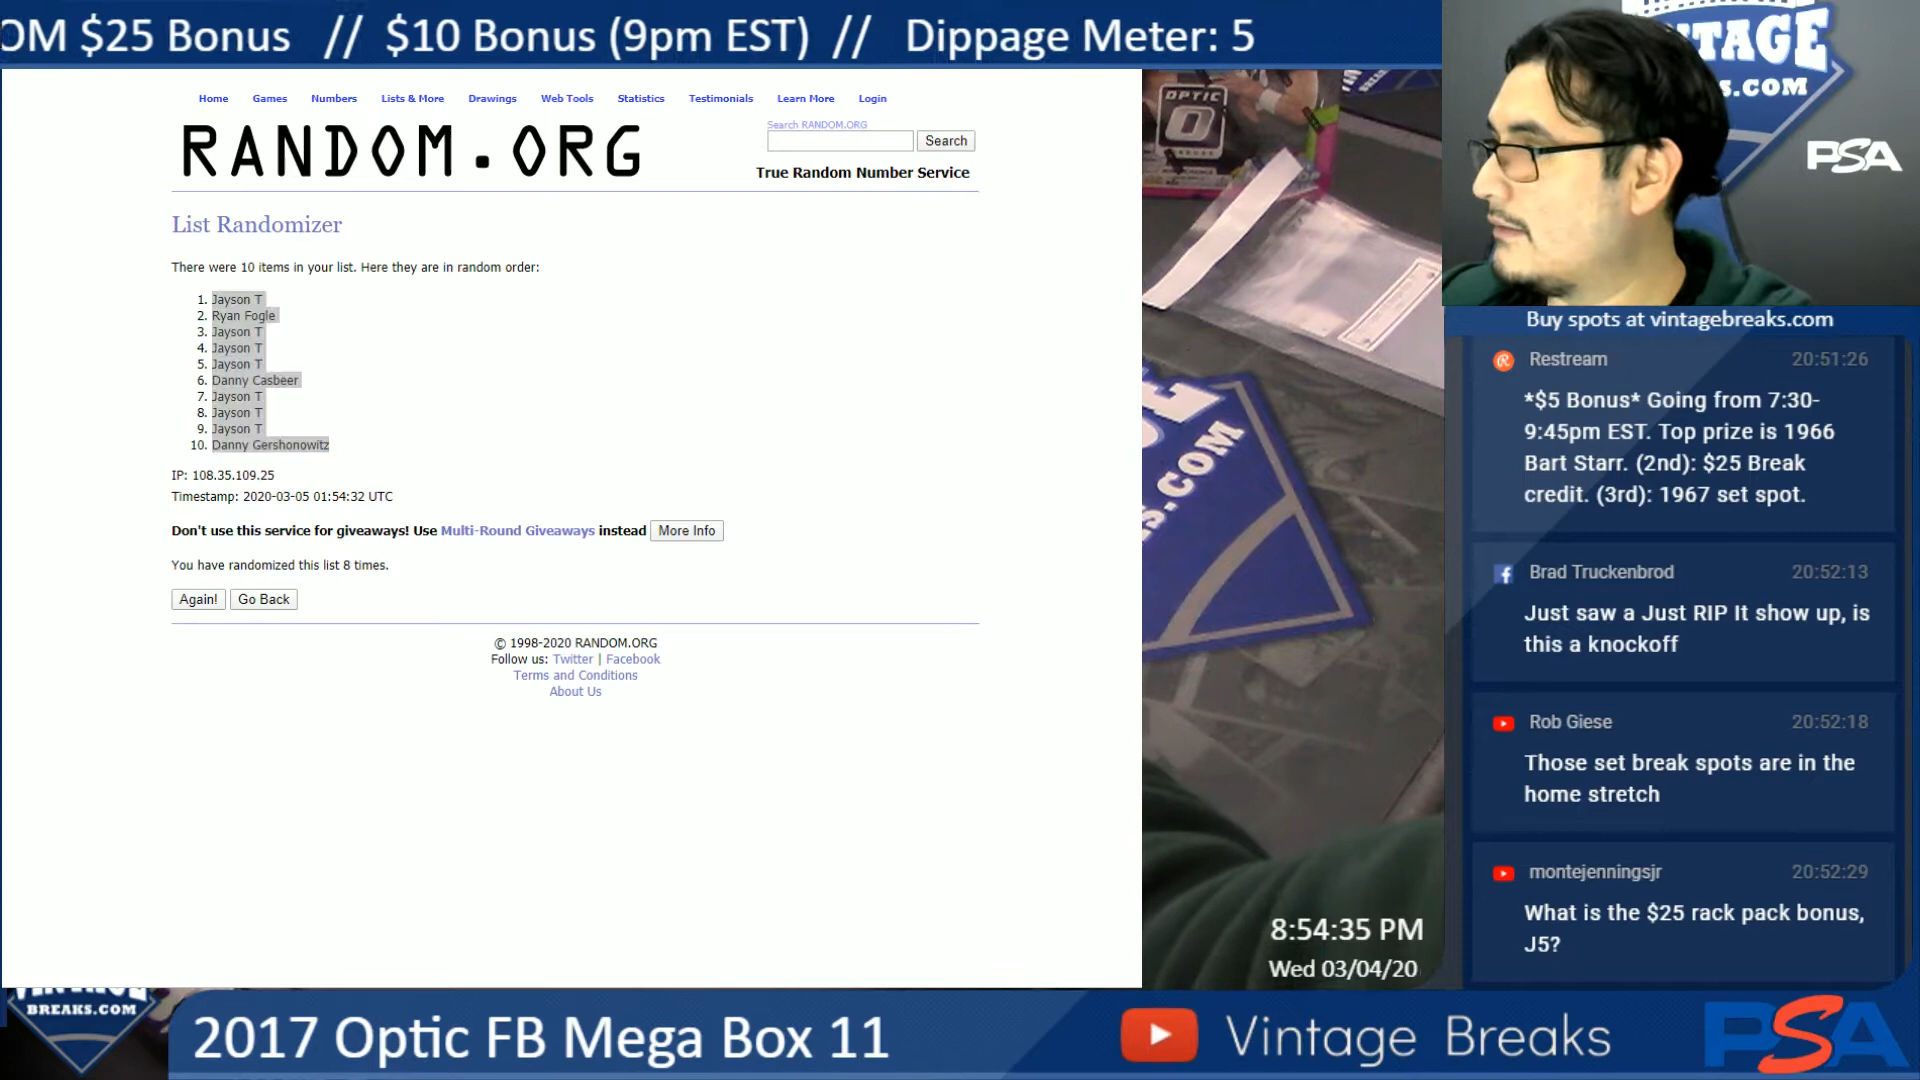 OM $25 Bonus // $10 Bonus (9pm EST) // Dippage Meter: 5
Home Games Numbers Lists & More Drawings Web Tools Statistics Testimonials Learn More Login
RANDOM.ORG
Search RANDOM.ORG
Search
True Random Number Service
List Randomizer
There were 10 items in your list. Here they are in random order:
1. Jayson T
2. Ryan Fogle
3. Jayson T
4. Jayson T
5. Jayson T
6. Danny Casbeer
7. Jayson T
8. Jayson T
9. Jayson T
10. Danny Gershonowitz
IP: 108.35.109.25
Timestamp: 2020-03-05 01:54:32 UTC
Don't use this service for giveaways! Use Multi-Round Giveaways instead More Info
You have randomized this list 8 times.
Again! Go Back
© 1998-2020 RANDOM.ORG
Follow us: Twitter | Facebook
Terms and Conditions
About Us
OPTIC
S.COM
8:54:35 PM
Wed 03/04/20
TAGE
S.COM
PSA
Buy spots at vintagebreaks.com
Restream 20:51:26
*$5 Bonus* Going from 7:30-
9:45pm EST. Top prize is 1966
Bart Starr. (2nd): $25 Break
credit. (3rd): 1967 set spot.
Brad Truckenbrod 20:52:13
Just saw a Just RIP It show up, is
this a knockoff
Rob Giese 20:52:18
Those set break spots are in the
home stretch
montejenningsjr 20:52:29
What is the $25 rack pack bonus,
J5?
VINTAGE
BREAKS.COM
2017 Optic FB Mega Box 11
Vintage Breaks
PSA